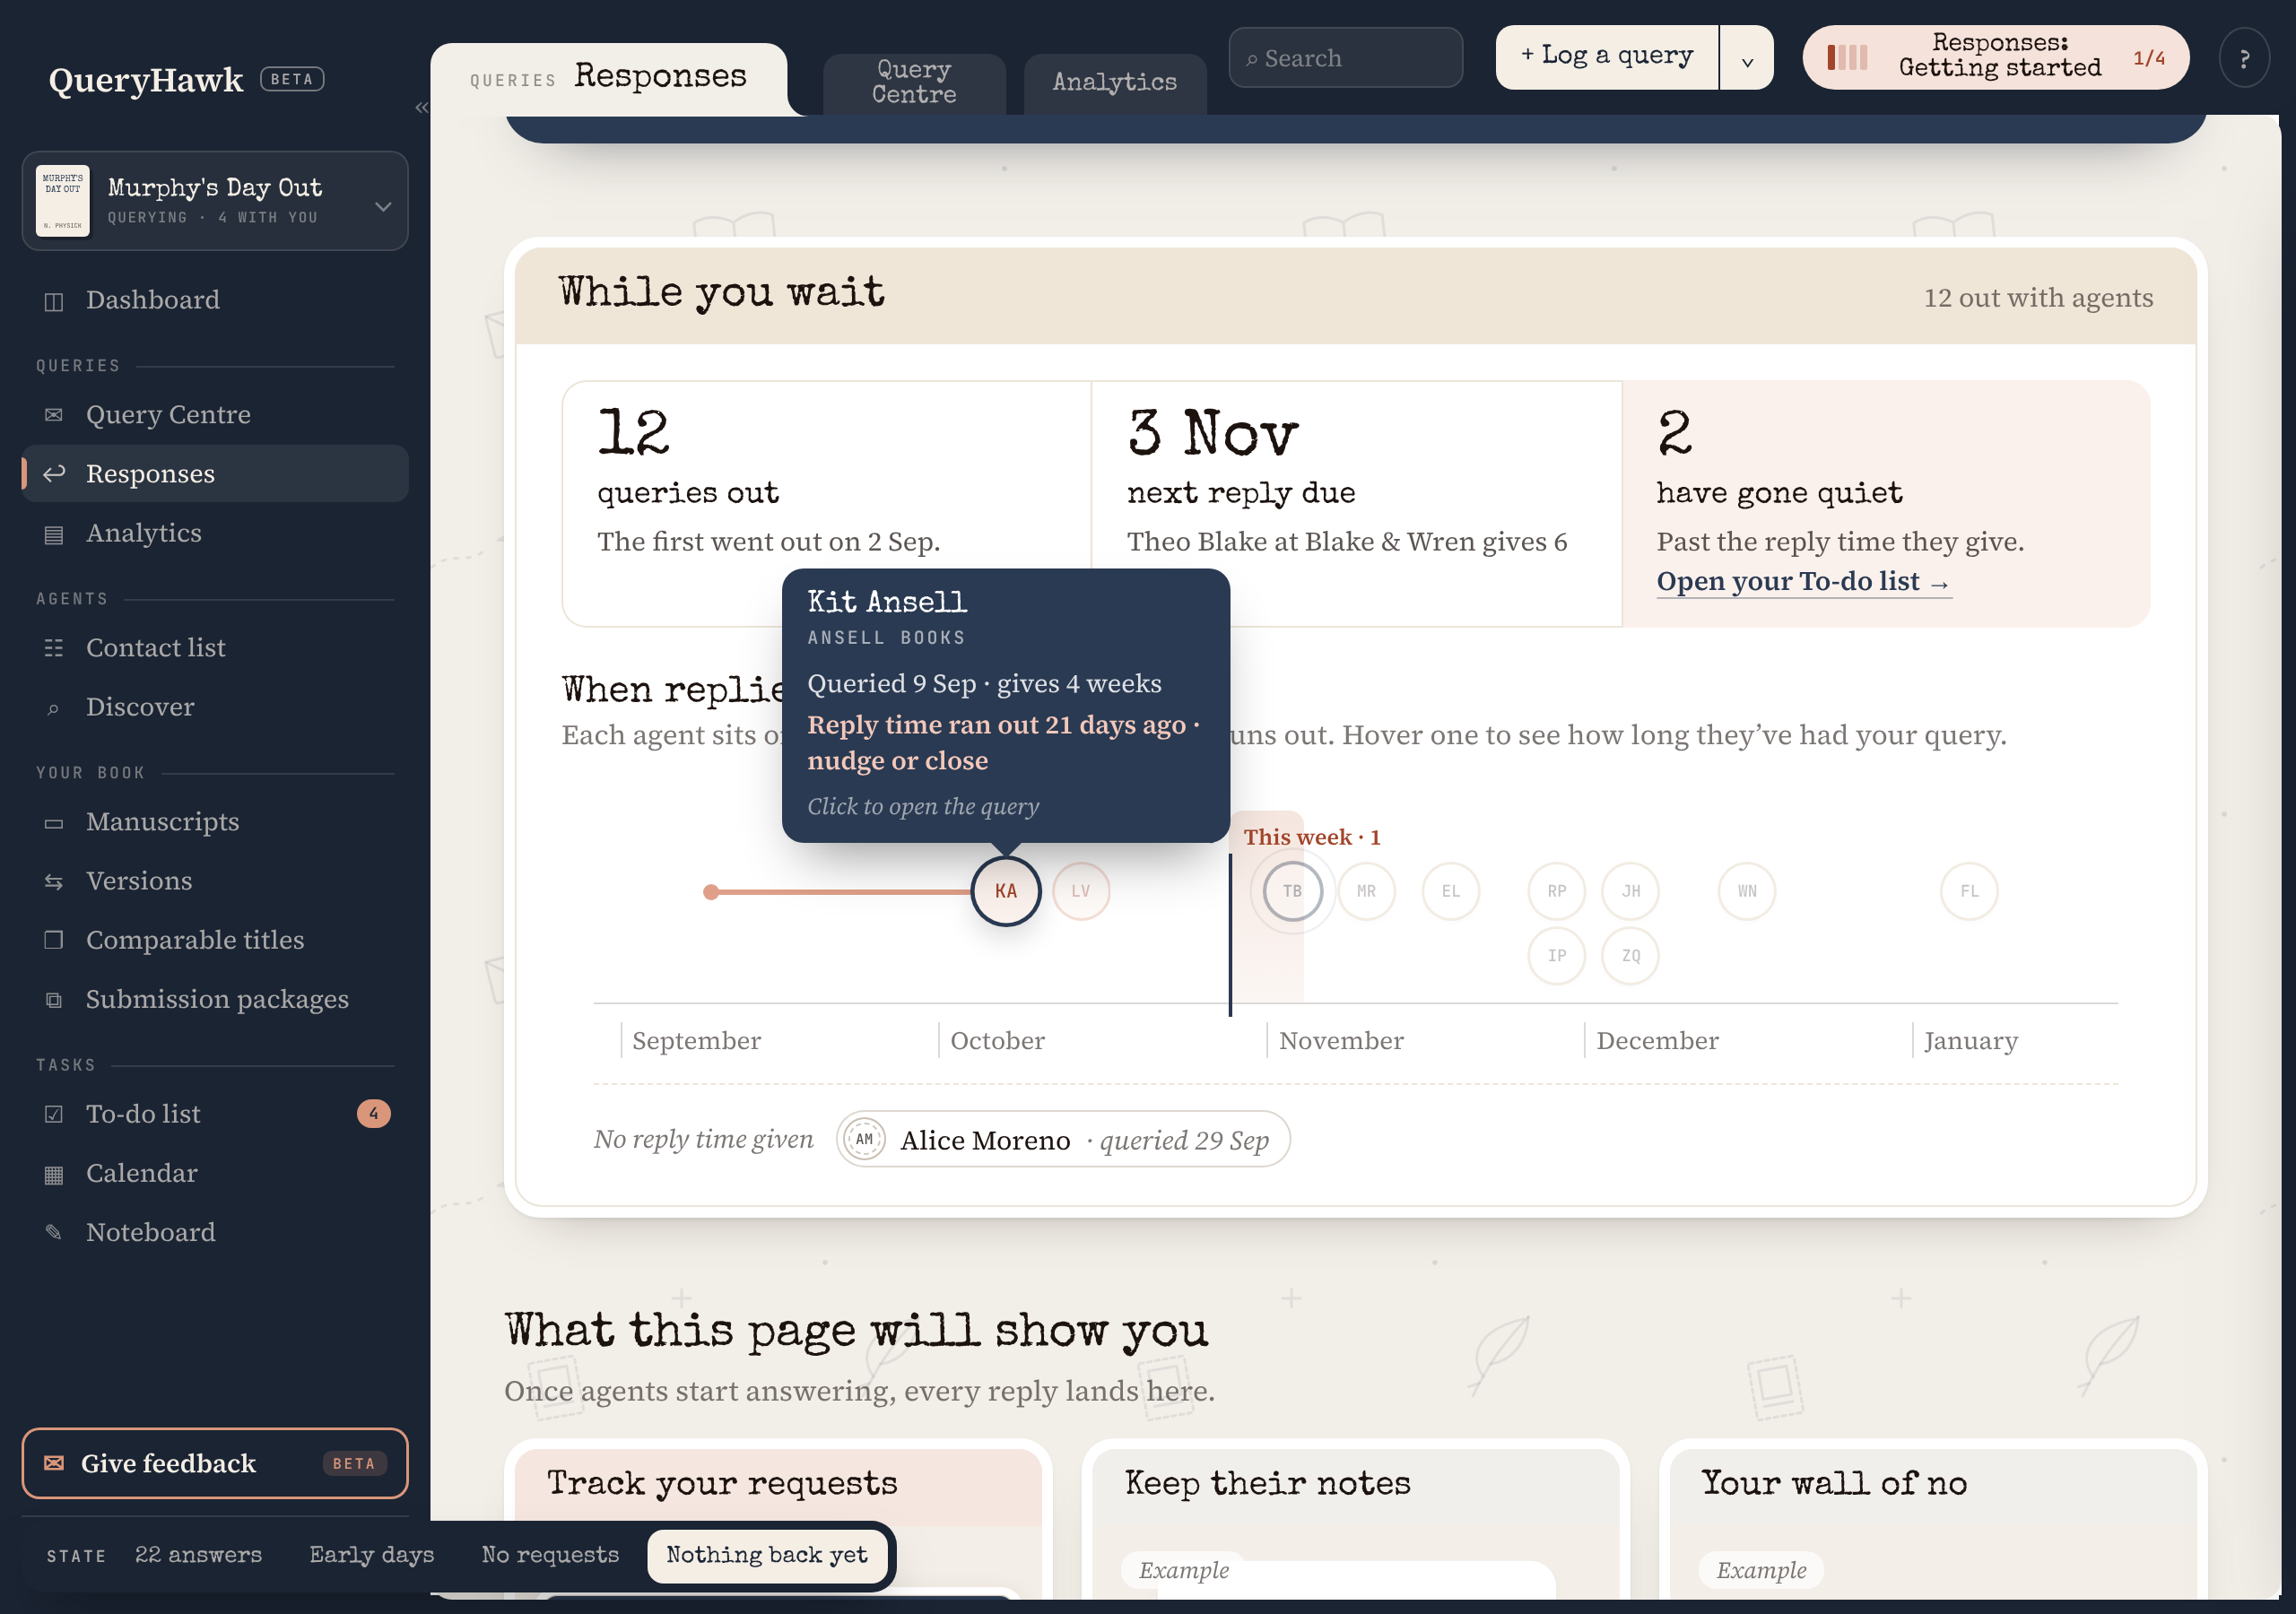 QueryHawk BETA
«
MURPHY'S
DAY OUT
N. PHYSICK
Murphy's Day Out
QUERYING · 4 WITH YOU
Dashboard
QUERIES
Query Centre
Responses
Analytics
AGENTS
Contact list
Discover
YOUR BOOK
Manuscripts
Versions
Comparable titles
Submission packages
TASKS
To-do list 4
Calendar
Noteboard
Give feedback BETA
QUERIES Responses
Query
Centre
Analytics
Search
+ Log a query
Responses:
Getting started
1/4
?
While you wait
12 out with agents
12
queries out
The first went out on 2 Sep.
3 Nov
next reply due
Theo Blake at Blake & Wren gives 6
2
have gone quiet
Past the reply time they give.
Open your To-do list →
Kit Ansell
ANSELL BOOKS
Queried 9 Sep · gives 4 weeks
Reply time ran out 21 days ago ·
nudge or close
Click to open the query
When replie
Each agent sits o uns out. Hover one to see how long they’ve had your query.
This week · 1
KA LV TB MR EL RP JH WN FL
IP ZQ
September October November December January
No reply time given AM Alice Moreno · queried 29 Sep
What this page will show you
Once agents start answering, every reply lands here.
Track your requests
Keep their notes
Example
Your wall of no
Example
STATE 22 answers Early days No requests Nothing back yet